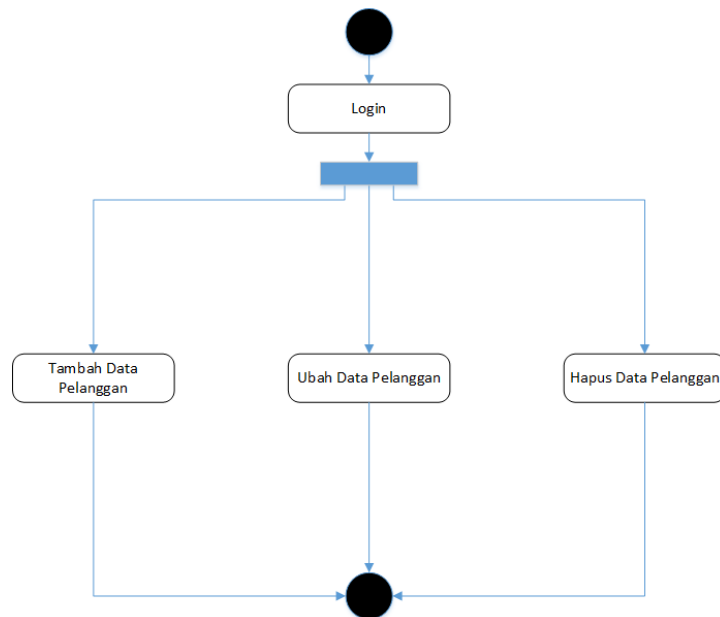 Login
Tambah Data
Pelanggan
Ubah Data Pelanggan
Hapus Data Pelanggan